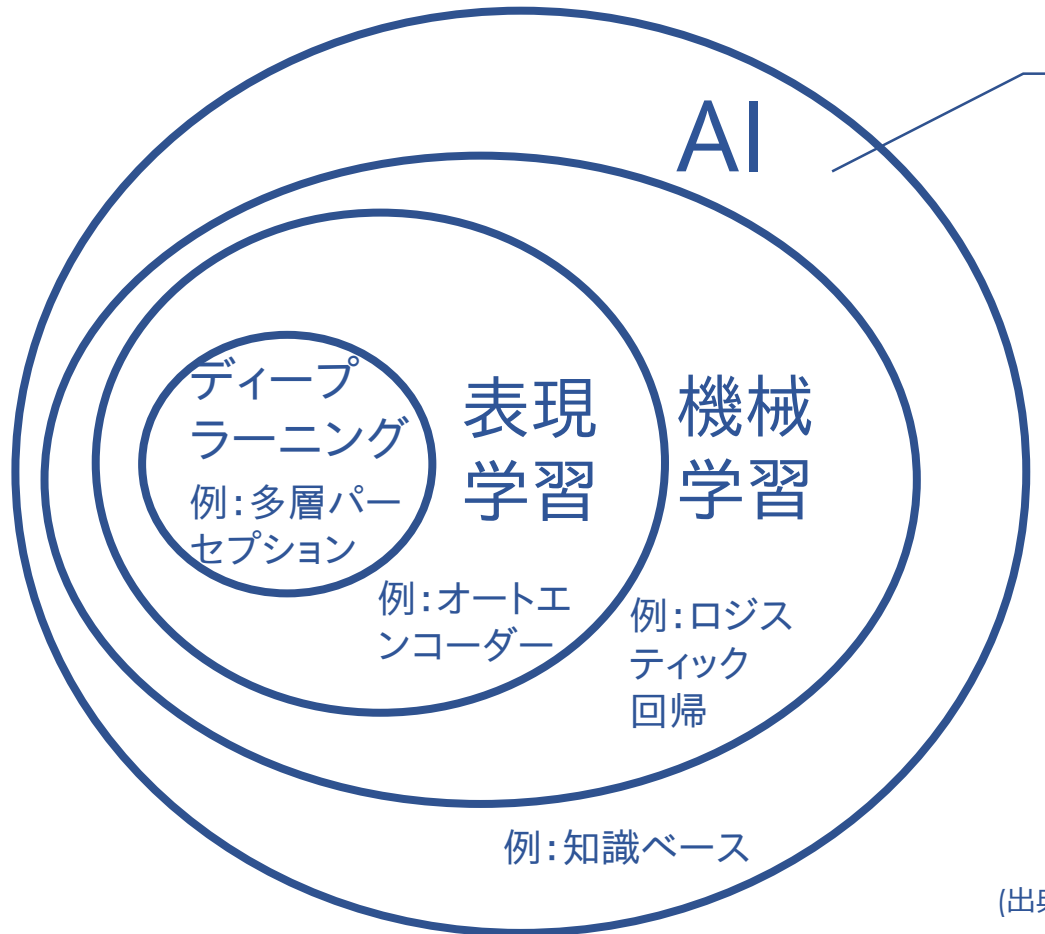 AI
ディープ
ラーニング
例：多層パー
セプション
表現
学習
機械
学習
例：オートエ
ンコーダー
例：ロジス
ティック
回帰
例：知識ベース
(出典